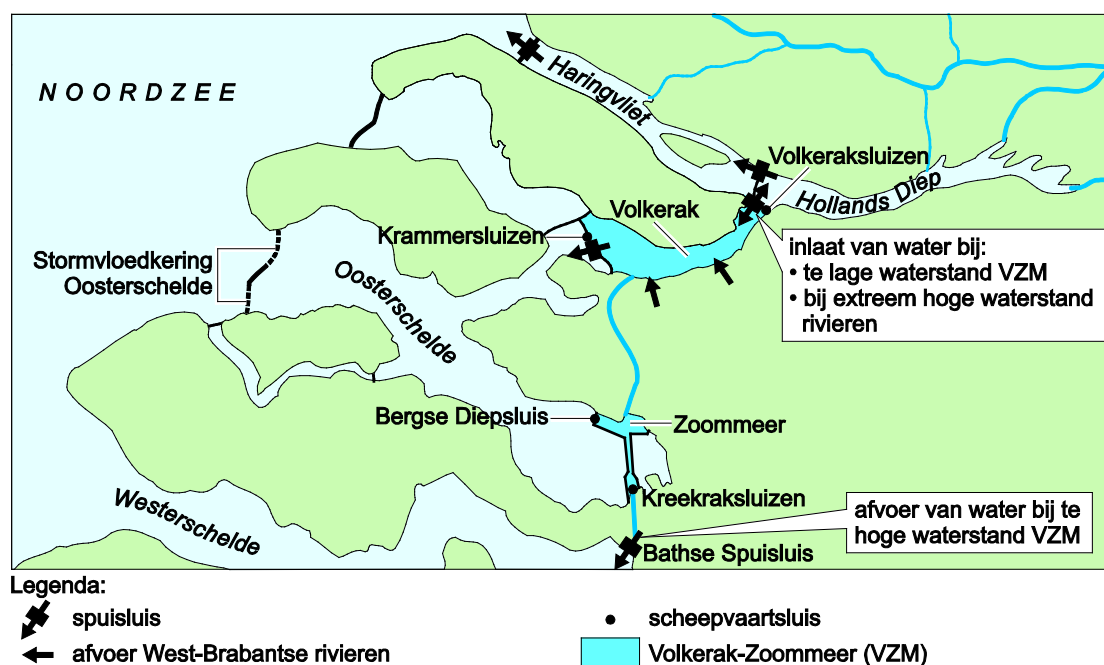 NOORDZEE
Haringvliet
Volkeraksluizen
Hollands Diep
Volkerak
Krammersluizen
inlaat van water bij:
• te lage waterstand VZM
• bij extreem hoge waterstand
rivieren
Stormvloedkering
Oosterschelde
Oosterschelde
Bergse Diepsluis
Zoommeer
Kreekraksluizen
Westerschelde
afvoer van water bij te
hoge waterstand VZM
Bathse Spuisluis
Legenda:
spuisluis
scheepvaartsluis
afvoer West-Brabantse rivieren
Volkerak-Zoommeer (VZM)